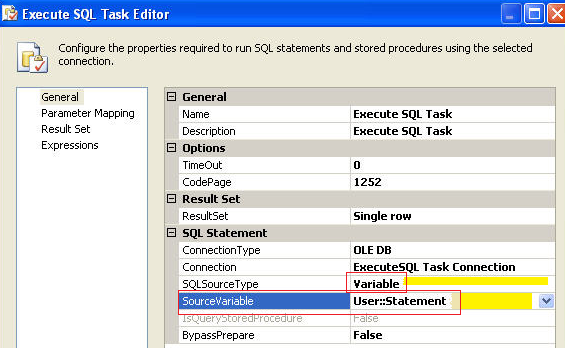 Execute SQL Task Editor
Configure the properties required to run SQL statements and stored procedures using the selected
connection.
General
Parameter Mapping
Result Set
Expressions
General
Name Execute SQL Task
Description Execute SQL Task
Options
TimeOut 0
CodePage 1252
Result Set
ResultSet Single row
SQL Statement
ConnectionType OLE DB
Connection ExecuteSQL Task Connection
SQLSourceType Variable
SourceVariable User::Statement
IsQueryStoredProcedure False
BypassPrepare False